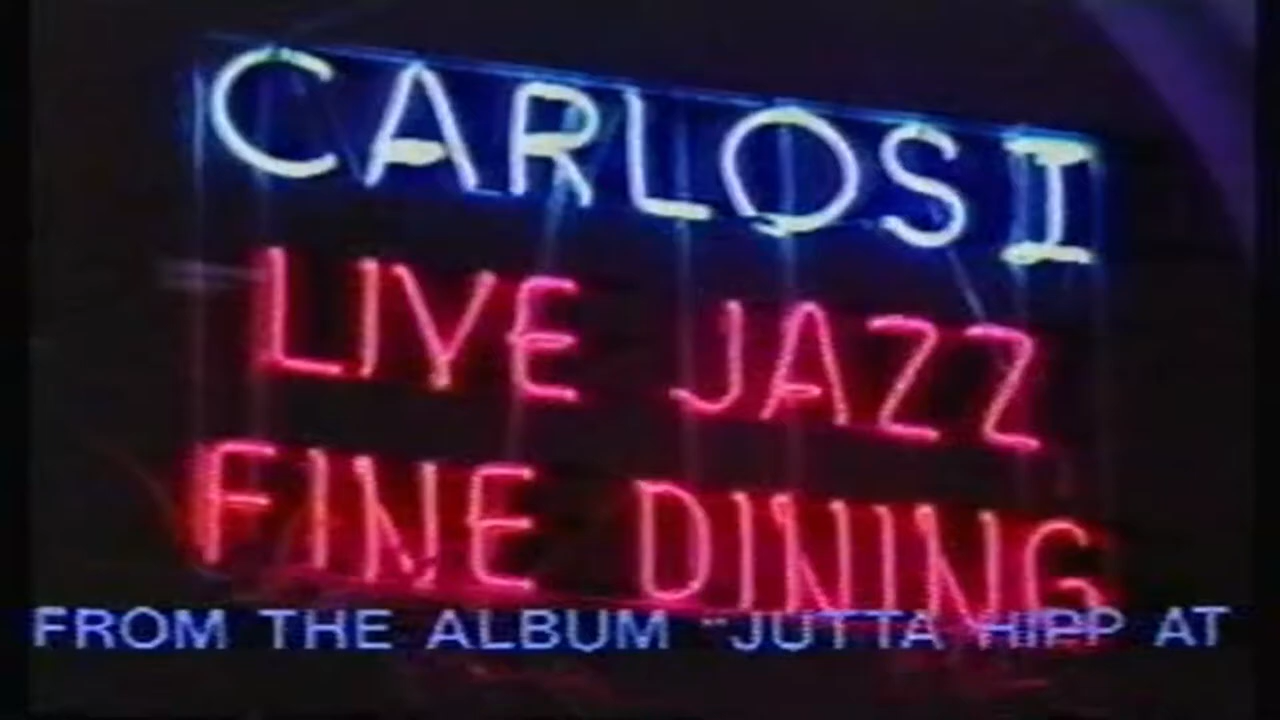 CARLOS I
LIVE JAZZ
FINE DINING
FROM THE ALBUM "JUTTA HIPP AT